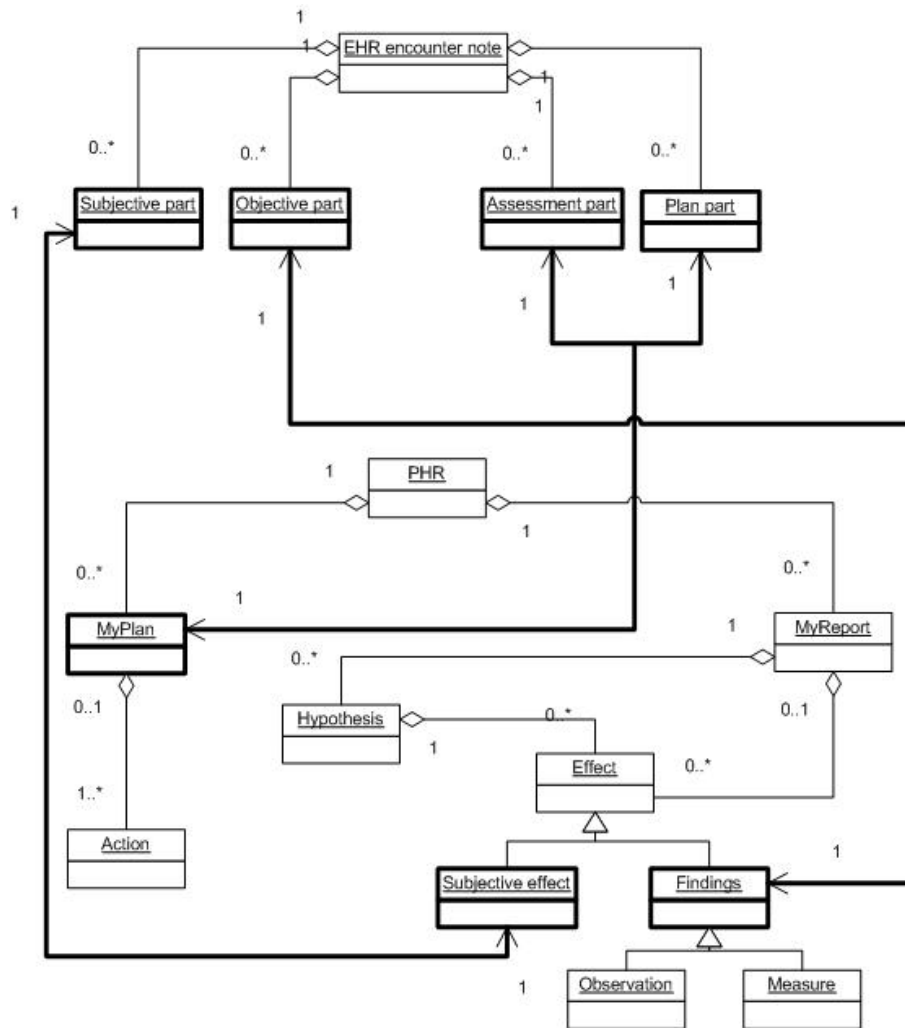 1
1 EHR encounter note
1
1
0..* 0..* 0..* 0..*
1 Subjective part Objective part Assessment part Plan part
1 1 1
1 PHR
1
0..* 0..*
1
MyPlan 1 MyReport
0..*
0..1 Hypothesis 0..* 0..1
1
Effect 0..*
1..*
Action 1
Subjective effect Findings
1 Observation Measure